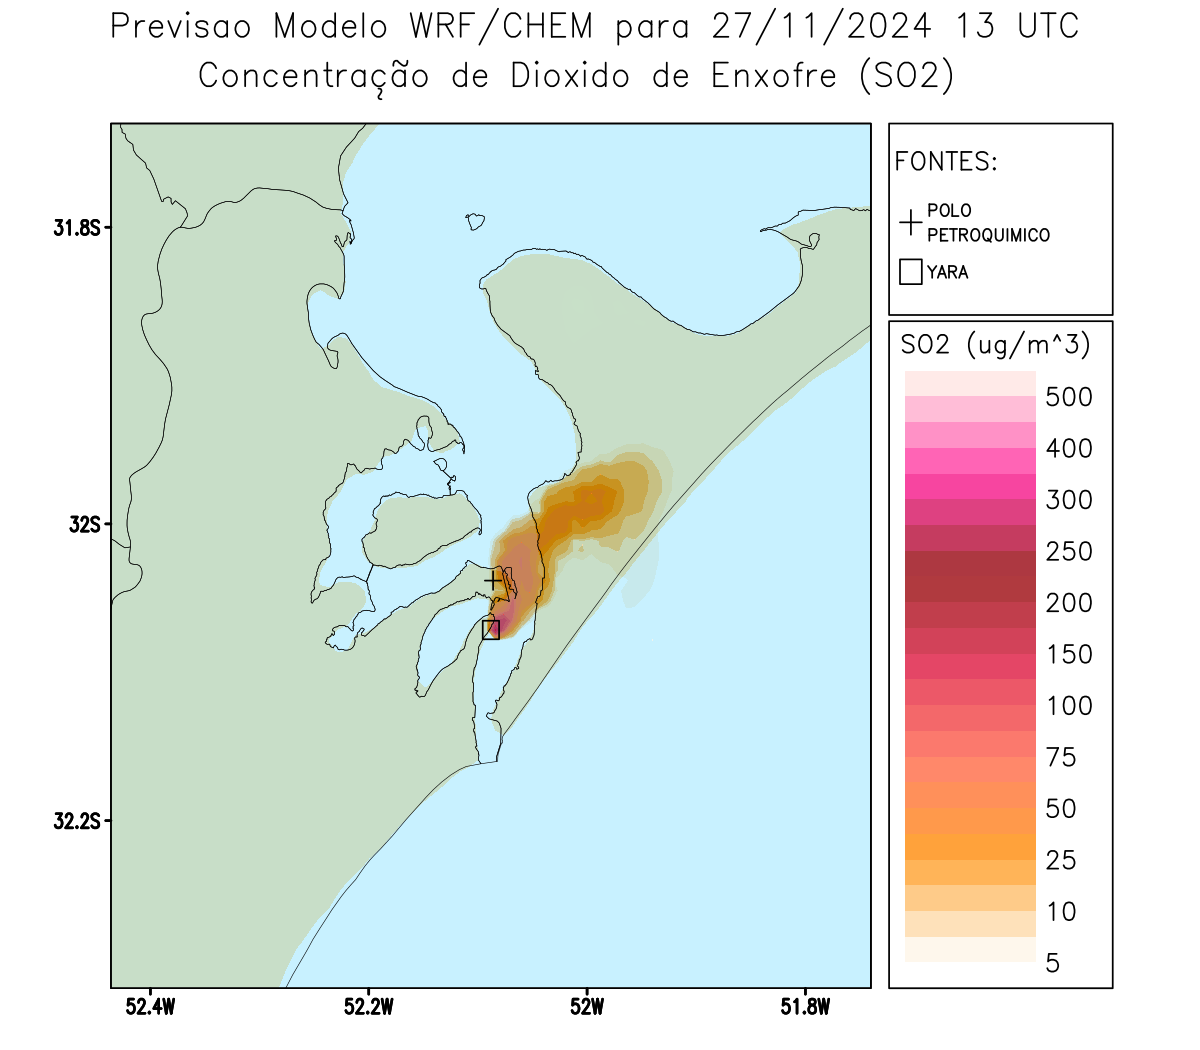 Previsao Modelo WRF/CHEM para 27/11/2024 13 UTC
Concentração de Dioxido de Enxofre (SO2)
FONTES:
POLO
PETROQUIMICO
YARA
SO2 (ug/m^3)
500
400
300
250
200
150
100
75
50
25
10
5
31.8S
32S
32.2S
52.4W
52.2W
52W
51.8W